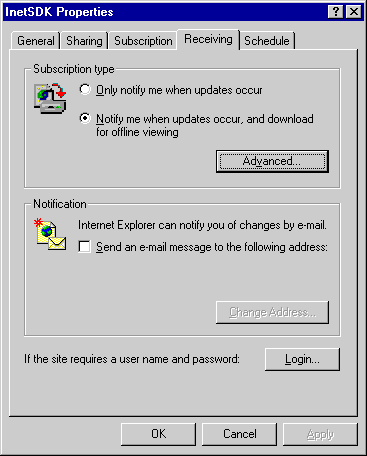 InetSDK Properties
General Sharing Subscription Receiving Schedule
Subscription type
Only notify me when updates occur
Notify me when updates occur, and download
for offline viewing
Advanced...
Notification
Internet Explorer can notify you of changes by e-mail.
Send an e-mail message to the following address:
Change Address...
If the site requires a user name and password:
Login...
OK Cancel Apply